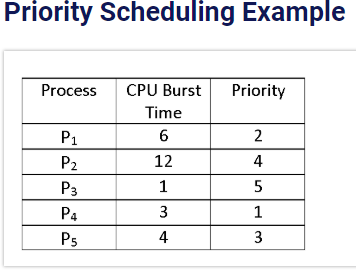 Priority Scheduling Example
Process CPU Burst Time Priority
P₁ 6 2
P₂ 12 4
P₃ 1 5
P₄ 3 1
P₅ 4 3